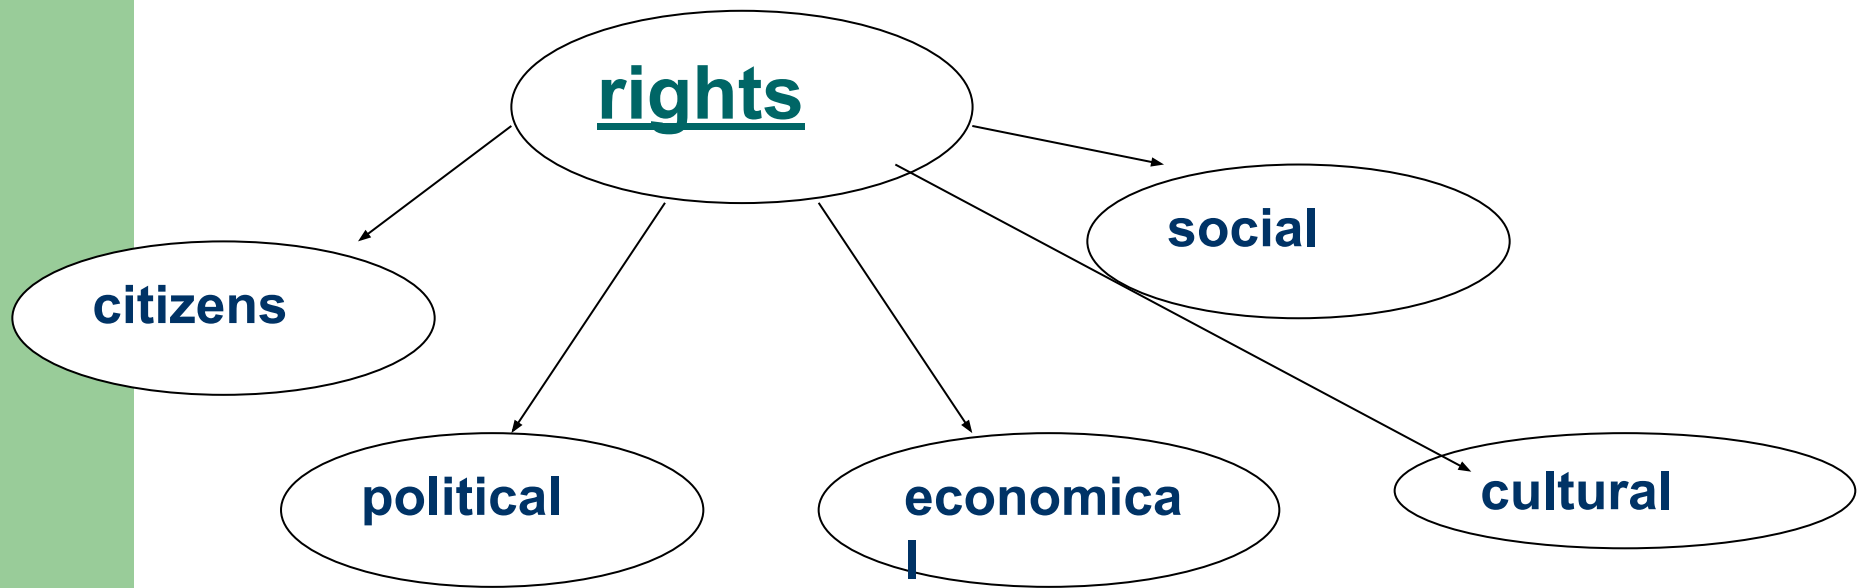 rights
social
citizens
political
economica
l
cultural